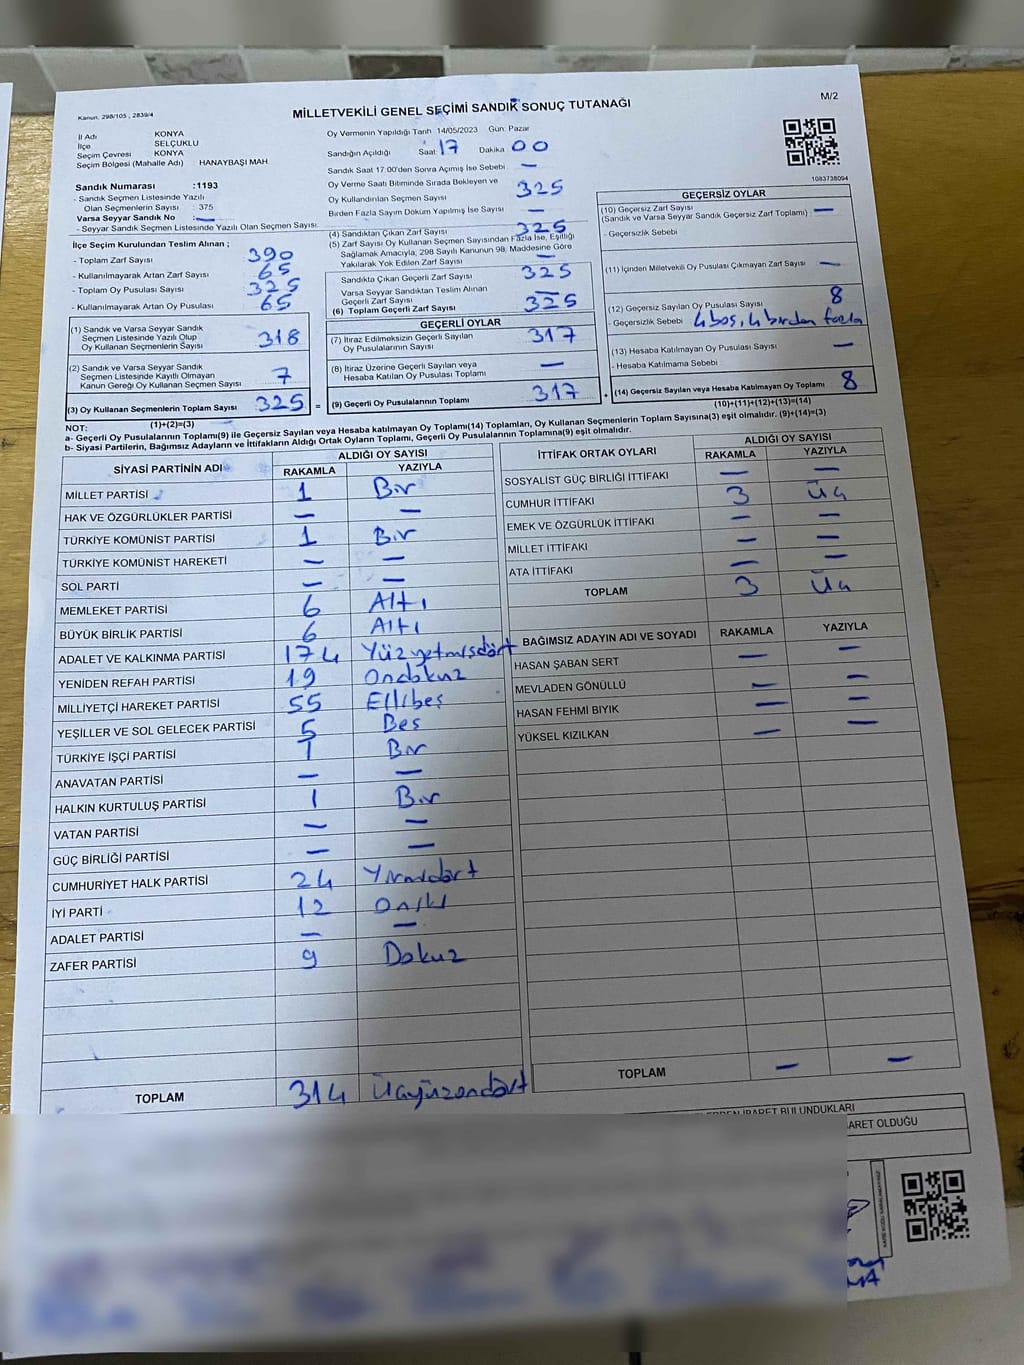 Kanun, 298/105 , 2839/4
MİLLETVEKİLİ GENEL SEÇİMİ SANDIK SONUÇ TUTANAĞI
M/2
İl Adı KONYA
İlçe SELÇUKLU
Seçim Çevresi KONYA
Seçim Bölgesi (Mahalle Adı) HANAYBAŞI MAH
Sandık Numarası :1193
- Sandık Seçmen Listesinde Yazılı
Olan Seçmenlerin Sayısı : 375
Varsa Seyyar Sandık No : —
- Seyyar Sandık Seçmen Listesinde Yazılı Olan Seçmen Sayısı:
İlçe Seçim Kurulundan Teslim Alınan ;
- Toplam Zarf Sayısı 390
- Kullanılmayarak Artan Zarf Sayısı 65
- Toplam Oy Pusulası Sayısı 325
- Kullanılmayarak Artan Oy Pusulası 65
(1) Sandık ve Varsa Seyyar Sandık
Seçmen Listesinde Yazılı Olup
Oy Kullanan Seçmenlerin Sayısı 318
(2) Sandık ve Varsa Seyyar Sandık
Seçmen Listesinde Kayıtlı Olmayan
Kanun Gereği Oy Kullanan Seçmen Sayısı 7
(3) Oy Kullanan Seçmenlerin Toplam Sayısı 325 =
(1)+(2)=(3)
Oy Vermenin Yapıldığı Tarih 14/05/2023 Gün: Pazar
Sandığın Açıldığı Saat 17 Dakika 00
Sandık Saat 17:00'den Sonra Açımış İse Sebebi —
Oy Verme Saati Bitiminde Sırada Bekleyen ve
Oy Kullandırılan Seçmen Sayısı 325
Birden Fazla Sayım Döküm Yapılmış İse Sayısı —
(4) Sandıktan Çıkan Zarf Sayısı 325
(5) Zarf Sayısı Oy Kullanan Seçmen Sayısından Fazla İse, Eşitliği
Sağlamak Amacıyla, 298 Sayılı Kanunun 98. Maddesine Göre
Yakılarak Yok Edilen Zarf Sayısı —
Sandıkta Çıkan Geçerli Zarf Sayısı 325
Varsa Seyyar Sandıktan Teslim Alınan
Geçerli Zarf Sayısı —
(6) Toplam Geçerli Zarf Sayısı 325
GEÇERLİ OYLAR
(7) İtiraz Edilmeksizin Geçerli Sayılan
Oy Pusulalarının Sayısı 317
(8) İtiraz Üzerine Geçerli Sayılan veya
Hesaba Katılan Oy Pusulası Toplamı —
(9) Geçerli Oy Pusulalarının Toplamı 317 +
1083738094
GEÇERSİZ OYLAR
(10) Geçersiz Zarf Sayısı
(Sandık ve Varsa Seyyar Sandık Geçersiz Zarf Toplamı) —
- Geçersizlik Sebebi
(11) İçinden Milletvekili Oy Pusulası Çıkmayan Zarf Sayısı —
(12) Geçersiz Sayılan Oy Pusulası Sayısı 8
- Geçersizlik Sebebi 4 boş, 4 birden fazla
(13) Hesaba Katılmayan Oy Pusulası Sayısı —
- Hesaba Katılmama Sebebi
(14) Geçersiz Sayılan veya Hesaba Katılmayan Oy Toplamı 8
(10)+(11)+(12)+(13)=(14)
NOT:
a- Geçerli Oy Pusulalarının Toplamı(9) ile Geçersiz Sayılan veya Hesaba Katılmayan Oy Toplamı(14) Toplamları, Oy Kullanan Seçmenlerin Toplam Sayısına(3) eşit olmalıdır. (9)+(14)=(3)
b- Siyasi Partilerin, Bağımsız Adayların ve İttifakların Aldığı Ortak Oyların Toplamı, Geçerli Oy Pusulalarının Toplamına(9) eşit olmalıdır.
SİYASİ PARTİNİN ADI ALDIĞI OY SAYISI
RAKAMLA YAZIYLA
MİLLET PARTİSİ 1 Bir
HAK VE ÖZGÜRLÜKLER PARTİSİ — —
TÜRKİYE KOMÜNİST PARTİSİ 1 Bir
TÜRKİYE KOMÜNİST HAREKETİ — —
SOL PARTİ — —
MEMLEKET PARTİSİ 6 Altı
BÜYÜK BİRLİK PARTİSİ 6 Altı
ADALET VE KALKINMA PARTİSİ 174 Yüzyetmişdört
YENİDEN REFAH PARTİSİ 19 Ondokuz
MİLLİYETÇİ HAREKET PARTİSİ 55 Ellibeş
YEŞİLLER VE SOL GELECEK PARTİSİ 5 Beş
TÜRKİYE İŞÇİ PARTİSİ 1 Bir
ANAVATAN PARTİSİ — —
HALKIN KURTULUŞ PARTİSİ 1 Bir
VATAN PARTİSİ — —
GÜÇ BİRLİĞİ PARTİSİ — —
CUMHURİYET HALK PARTİSİ 24 Yirmidört
İYİ PARTİ 12 Oniki
ADALET PARTİSİ — —
ZAFER PARTİSİ 9 Dokuz
TOPLAM 314 Üçyüzondört
İTTİFAK ORTAK OYLARI ALDIĞI OY SAYISI
RAKAMLA YAZIYLA
SOSYALİST GÜÇ BİRLİĞİ İTTİFAKI — —
CUMHUR İTTİFAKI 3 Üç
EMEK VE ÖZGÜRLÜK İTTİFAKI — —
MİLLET İTTİFAKI — —
ATA İTTİFAKI — —
TOPLAM 3 Üç
BAĞIMSIZ ADAYIN ADI VE SOYADI RAKAMLA YAZIYLA
HASAN ŞABAN SERT — —
MEVLADEN GÖNÜLLÜ — —
HASAN FEHMİ BIYIK — —
YÜKSEL KIZILKAN — —
TOPLAM — —
İBARET BULUNDUKLARI
ARET OLDUĞU